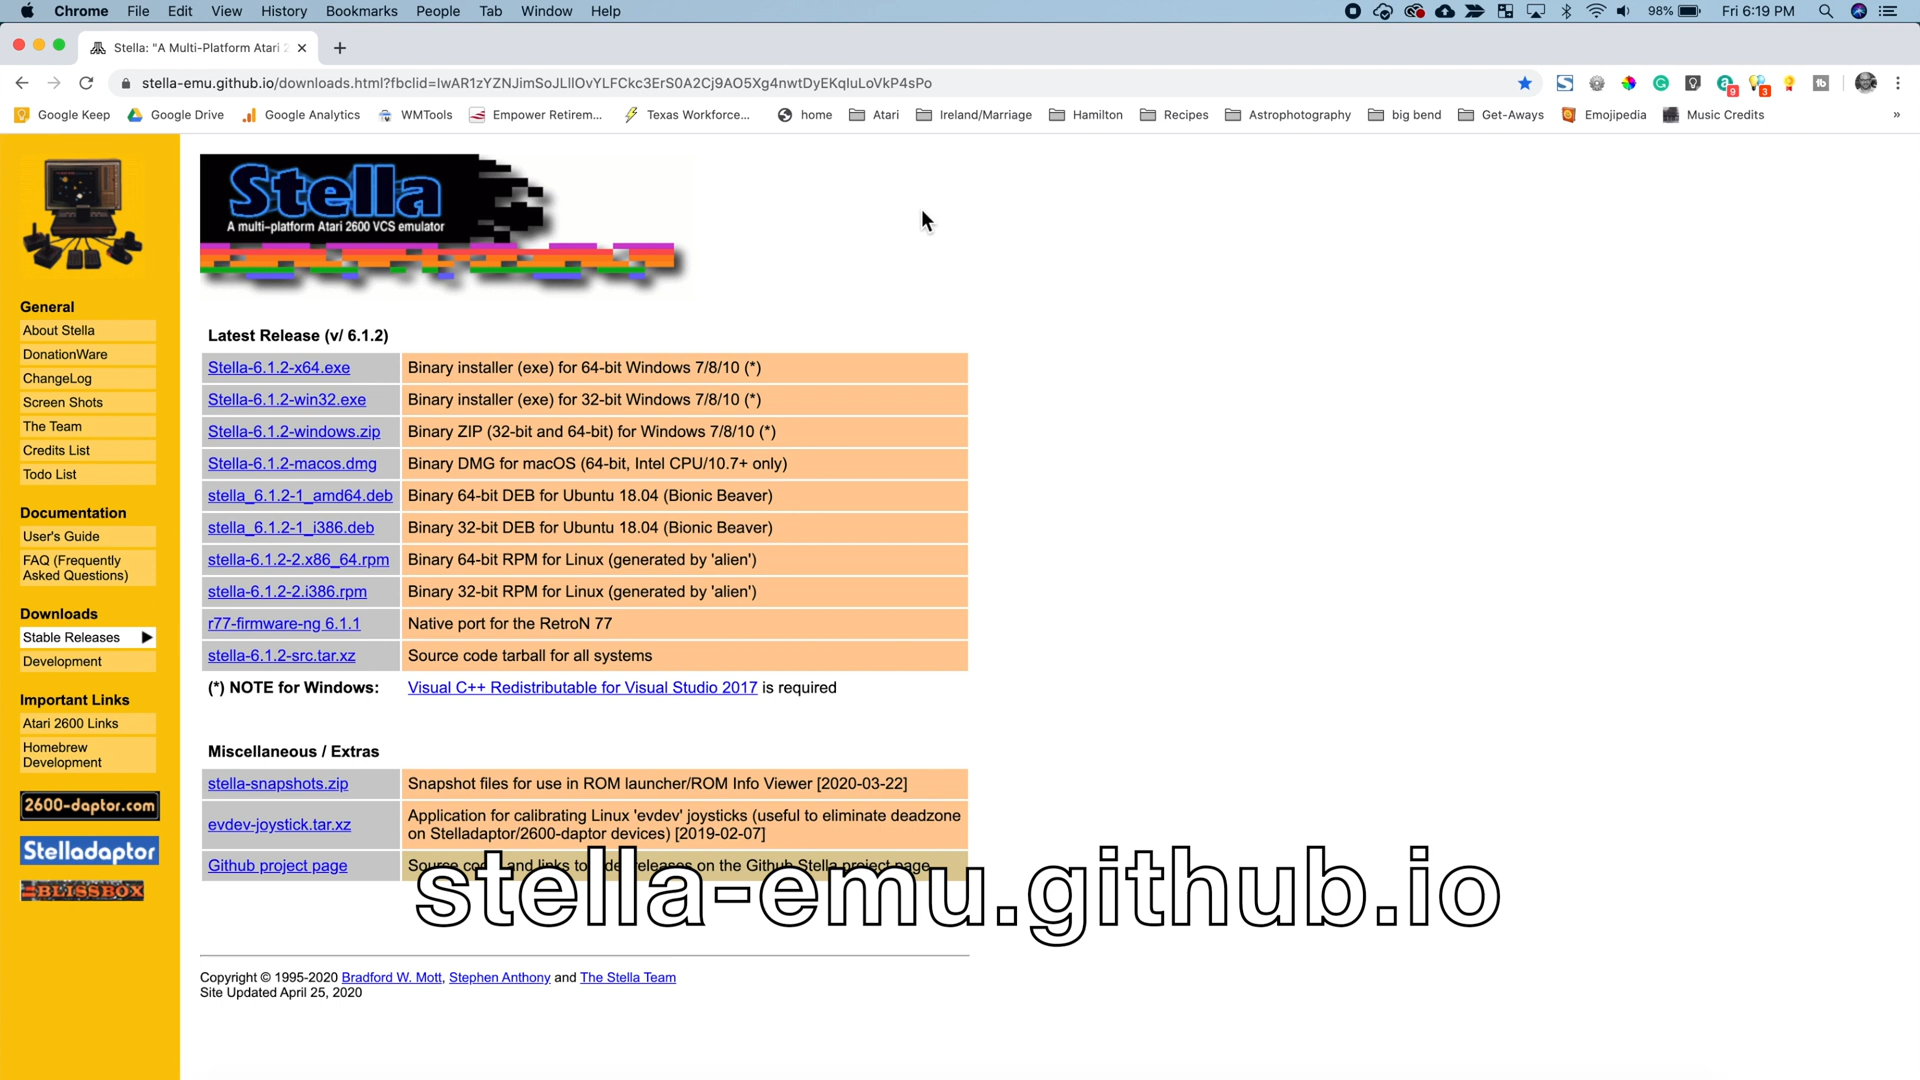 Chrome File Edit View History Bookmarks People Tab Window Help 98% Fri 6:19 PM
Stella: "A Multi-Platform Atari 2
stella-emu.github.io/downloads.html?fbclid=IwAR1zYZNJimSoJLlIOvYLFCkc3ErS0A2Cj9AO5Xg4nwtDyEKqIuLoVkP4sPo
9 3
Google Keep Google Drive Google Analytics WMTools Empower Retirem... Texas Workforce... home Atari Ireland/Marriage Hamilton Recipes Astrophotography big bend Get-Aways Emojipedia Music Credits »
Stella
A multi-platform Atari 2600 VCS emulator
General
About Stella
DonationWare
ChangeLog
Screen Shots
The Team
Credits List
Todo List
Documentation
User's Guide
FAQ (Frequently
Asked Questions)
Downloads
Stable Releases
Development
Important Links
Atari 2600 Links
Homebrew
Development
2600-daptor.com
Stelladaptor
BLISSBOX
Latest Release (v/ 6.1.2)
Stella-6.1.2-x64.exe Binary installer (exe) for 64-bit Windows 7/8/10 (*)
Stella-6.1.2-win32.exe Binary installer (exe) for 32-bit Windows 7/8/10 (*)
Stella-6.1.2-windows.zip Binary ZIP (32-bit and 64-bit) for Windows 7/8/10 (*)
Stella-6.1.2-macos.dmg Binary DMG for macOS (64-bit, Intel CPU/10.7+ only)
stella_6.1.2-1_amd64.deb Binary 64-bit DEB for Ubuntu 18.04 (Bionic Beaver)
stella_6.1.2-1_i386.deb Binary 32-bit DEB for Ubuntu 18.04 (Bionic Beaver)
stella-6.1.2-2.x86_64.rpm Binary 64-bit RPM for Linux (generated by 'alien')
stella-6.1.2-2.i386.rpm Binary 32-bit RPM for Linux (generated by 'alien')
r77-firmware-ng 6.1.1 Native port for the RetroN 77
stella-6.1.2-src.tar.xz Source code tarball for all systems
(*) NOTE for Windows: Visual C++ Redistributable for Visual Studio 2017 is required
Miscellaneous / Extras
stella-snapshots.zip Snapshot files for use in ROM launcher/ROM Info Viewer [2020-03-22]
evdev-joystick.tar.xz Application for calibrating Linux 'evdev' joysticks (useful to eliminate deadzone
on Stelladaptor/2600-daptor devices) [2019-02-07]
Github project page Source code and links to older releases on the Github Stella project page
stella-emu.github.io
Copyright © 1995-2020 Bradford W. Mott, Stephen Anthony and The Stella Team
Site Updated April 25, 2020